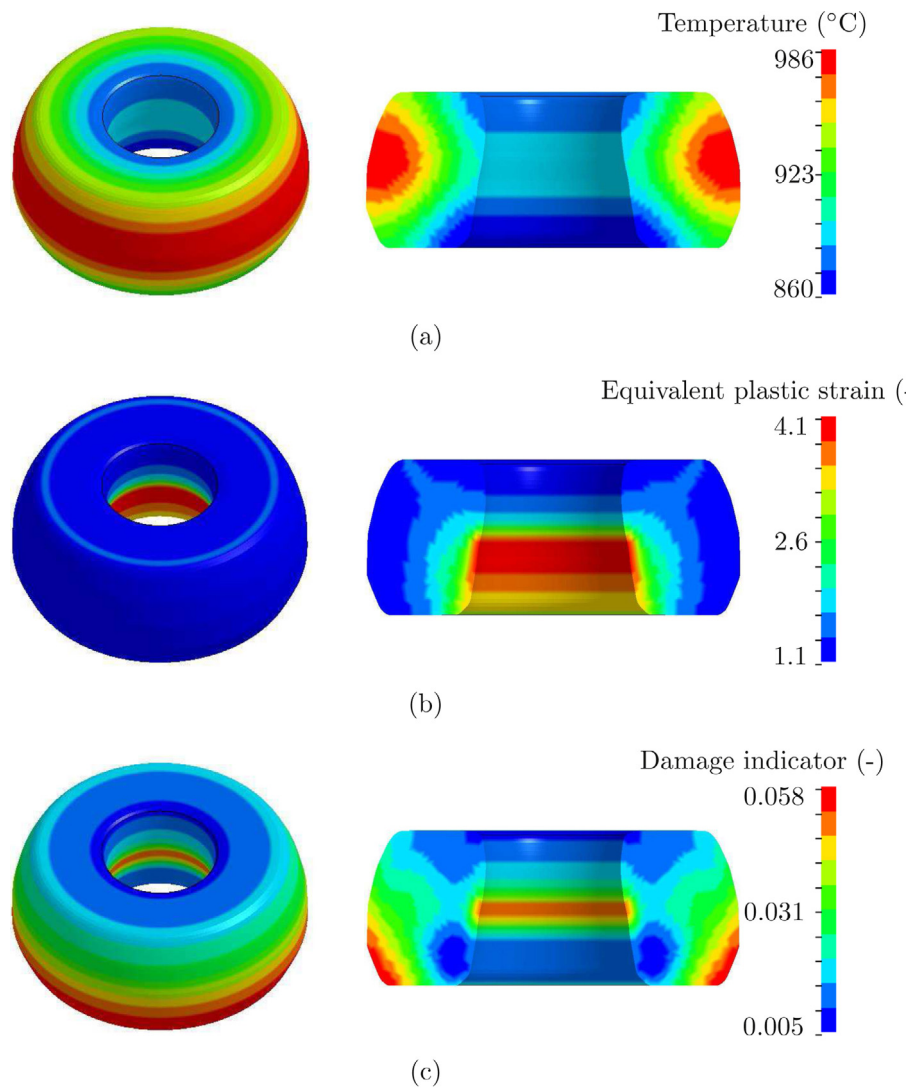 Temperature (°C)
986
923
860
(a)
Equivalent plastic strain (-
4.1
2.6
1.1
(b)
Damage indicator (-)
0.058
0.031
0.005
(c)